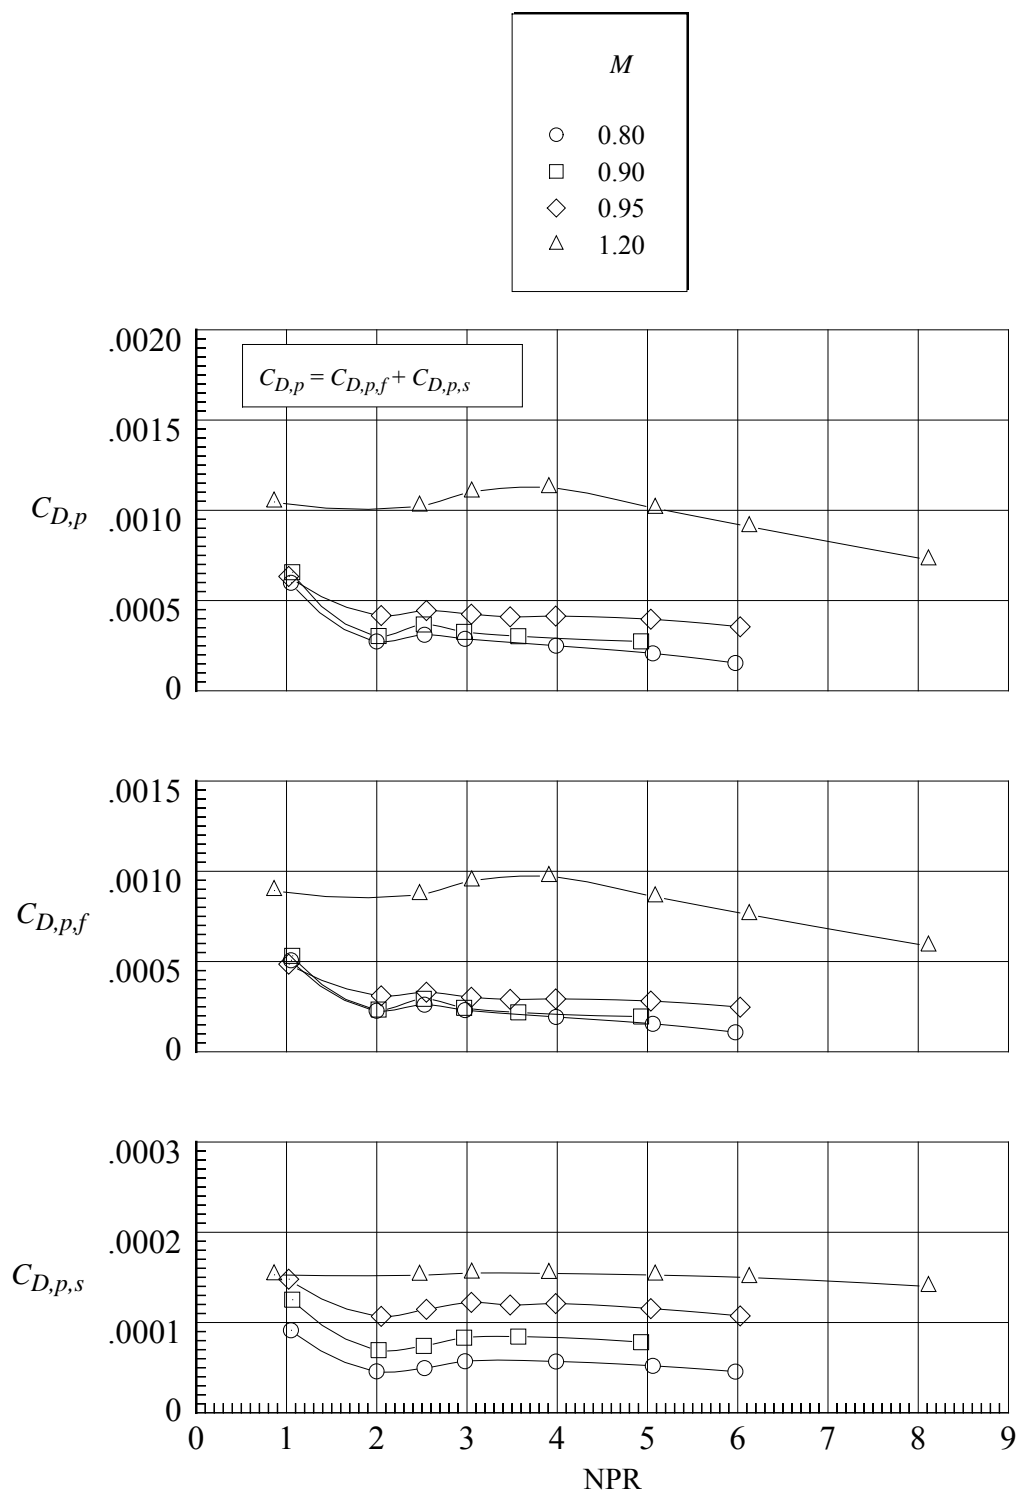 M
0.80
0.90
0.95
1.20
.0020
C_{D,p} = C_{D,p,f} + C_{D,p,s}
.0015
C_{D,p}
.0010
.0005
0
.0015
.0010
C_{D,p,f}
.0005
0
.0003
.0002
C_{D,p,s}
.0001
0
0 1 2 3 4 5 6 7 8 9
NPR